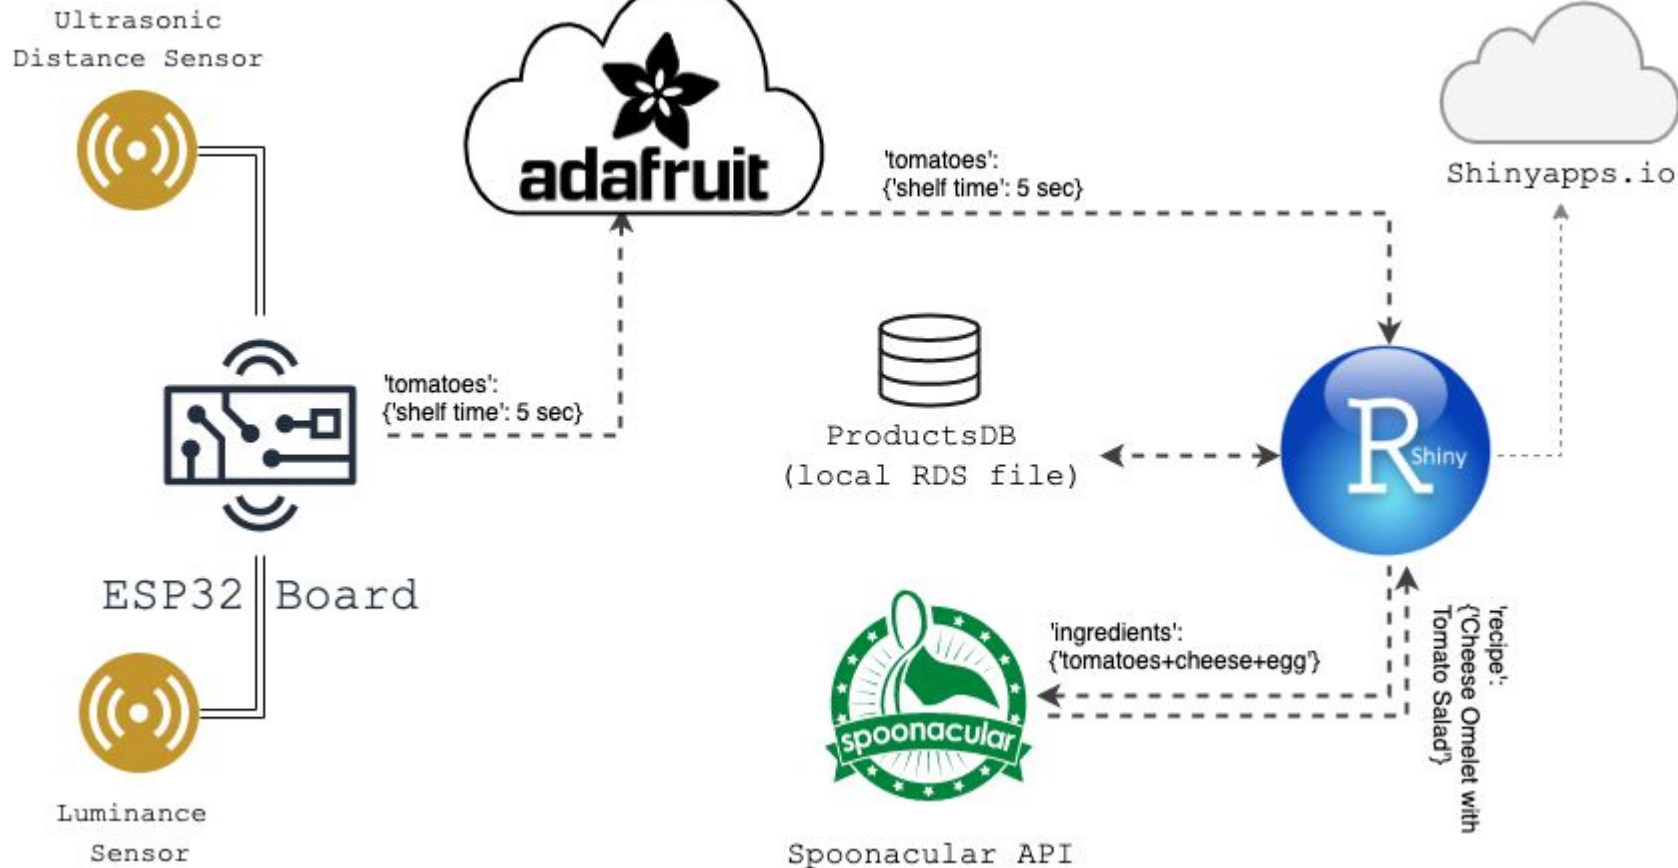 Ultrasonic
Distance Sensor
adafruit
'tomatoes':
{'shelf time': 5 sec}
Shinyapps.io
'tomatoes':
{'shelf time': 5 sec}
ProductsDB
(local RDS file)
R
Shiny
ESP32 Board
'ingredients':
{'tomatoes+cheese+egg'}
'recipe':
{'Cheese Omelet with
Tomato Salad'}
spoonacular
Luminance
Sensor
Spoonacular API